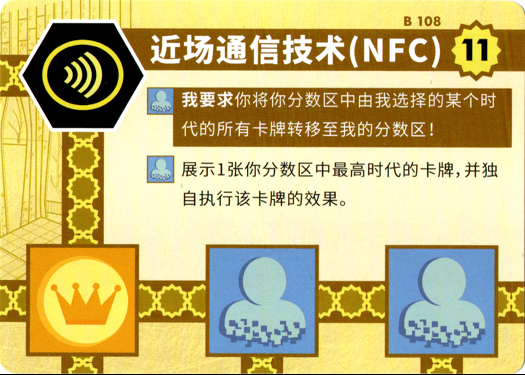 B 108
近场通信技术(NFC)
11
我要求你将你分数区中由我选择的某个时
代的所有卡牌转移至我的分数区！
展示1张你分数区中最高时代的卡牌，并独
自执行该卡牌的效果。